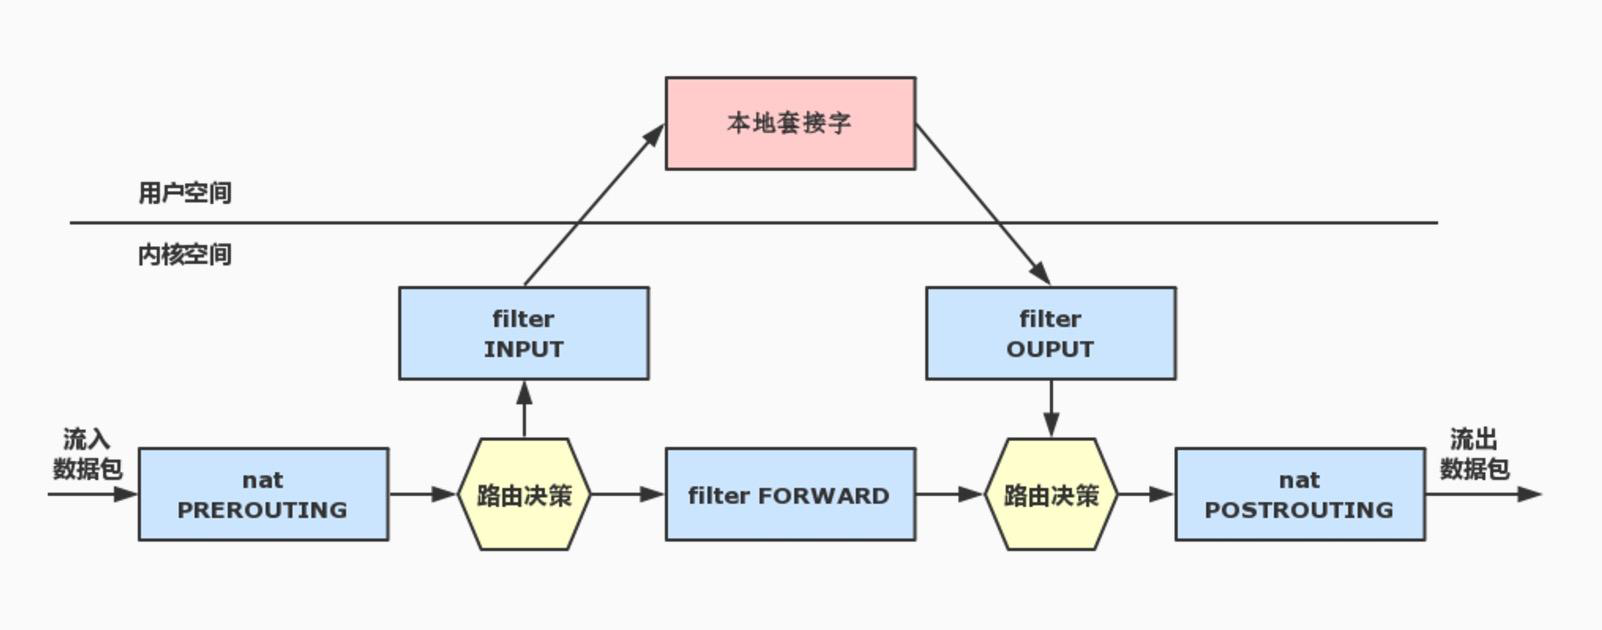 本地套接字
用户空间
内核空间
filter
INPUT
filter
OUPUT
流入
数据包
nat
PREROUTING
路由决策
filter FORWARD
路由决策
nat
POSTROUTING
流出
数据包